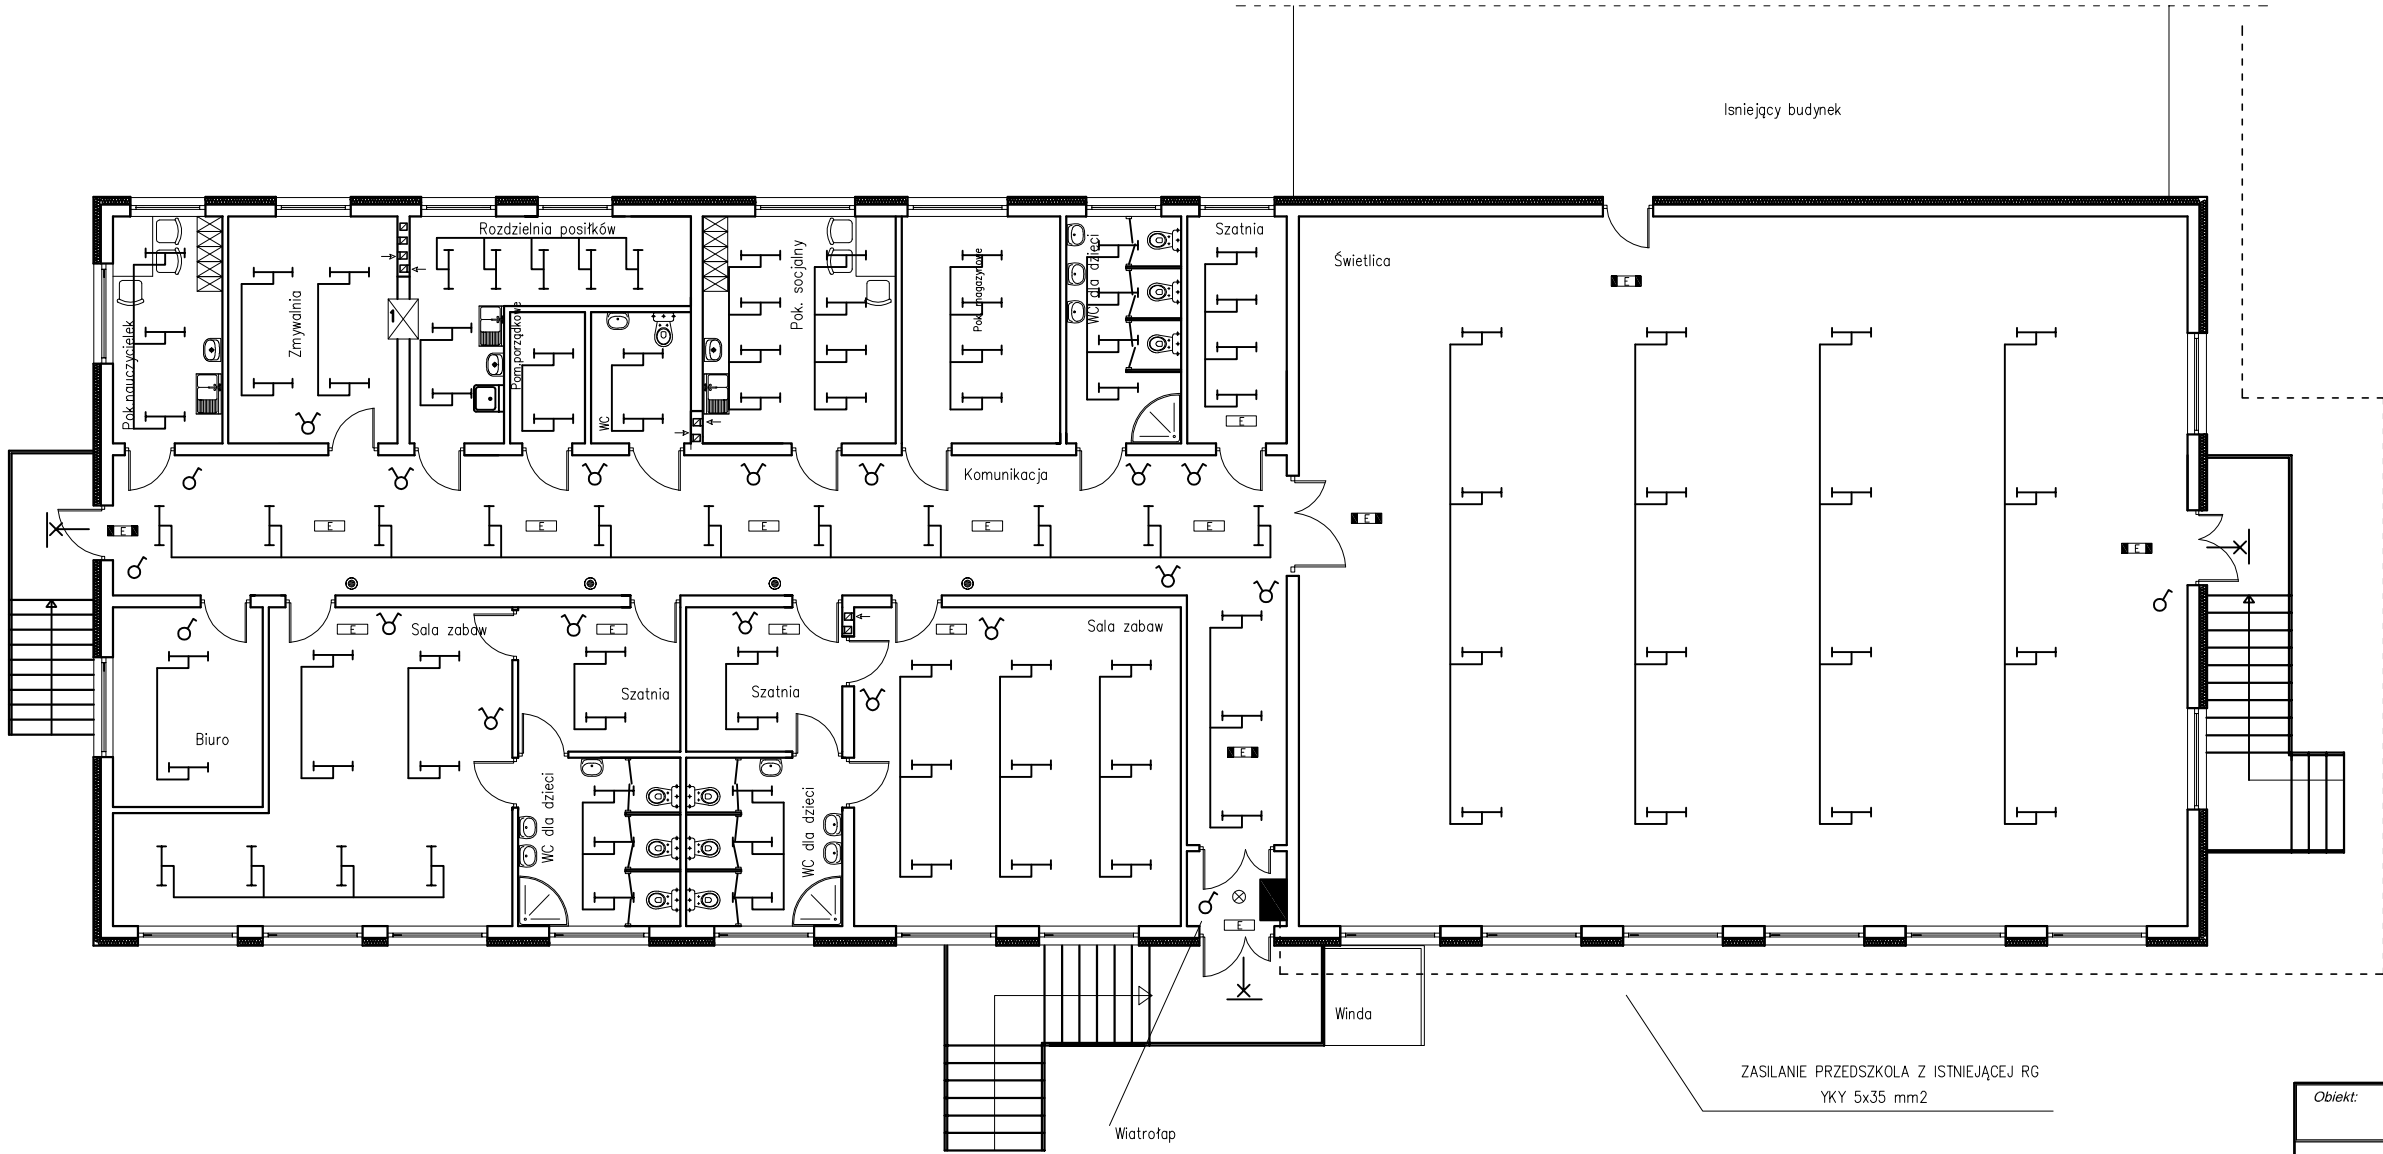 Isniejący budynek
Rozdzielnia posiłków
Szatnia
Świetlica
Pok.nauczycielek
Zmywalnia
1
Pom.porządkowe
WC
Pok. socjalny
Pok. magazynowe
WC dla dzieci
Komunikacja
E
E
E
E
E
E
E
E
E
E
Sala zabaw
E
E
E
E
Sala zabaw
Szatnia
Szatnia
Biuro
E
WC dla dzieci
WC dla dzieci
E
Winda
ZASILANIE PRZEDSZKOLA Z ISTNIEJĄCEJ RG
YKY 5x35 mm2
Obiekt:
Wiatrołap